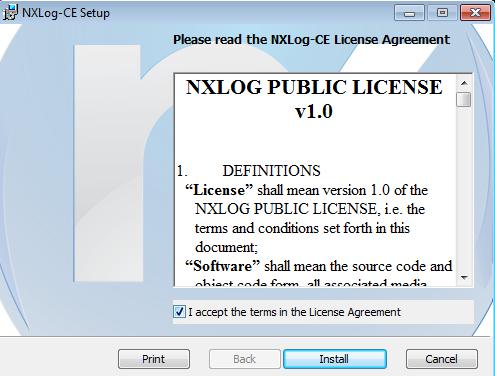 NXLog-CE Setup
Please read the NXLog-CE License Agreement
NXLOG PUBLIC LICENSE
v1.0
1. DEFINITIONS
“License” shall mean version 1.0 of the
NXLOG PUBLIC LICENSE, i.e. the
terms and conditions set forth in this
document;
“Software” shall mean the source code and
object code form, all associated media
I accept the terms in the License Agreement
Print Back Install Cancel